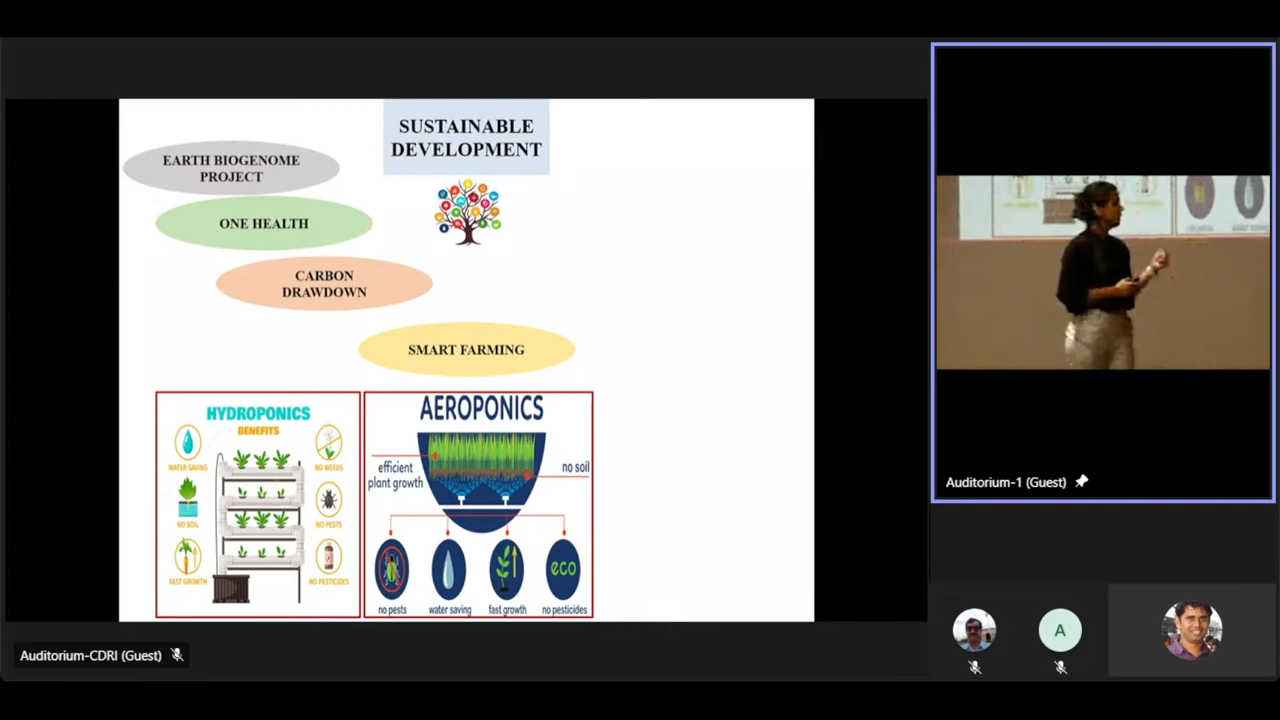 SUSTAINABLE
DEVELOPMENT
EARTH BIOGENOME
PROJECT
ONE HEALTH
CARBON
DRAWDOWN
SMART FARMING
HYDROPONICS
BENEFITS
WATER SAVING
NO WEEDS
NO SOIL
NO PESTS
FAST GROWTH
NO PESTICIDES
AEROPONICS
efficient
plant growth
no soil
eco
no pests
water saving
fast growth
no pesticides
Auditorium-1 (Guest)
A
Auditorium-CDRI (Guest)